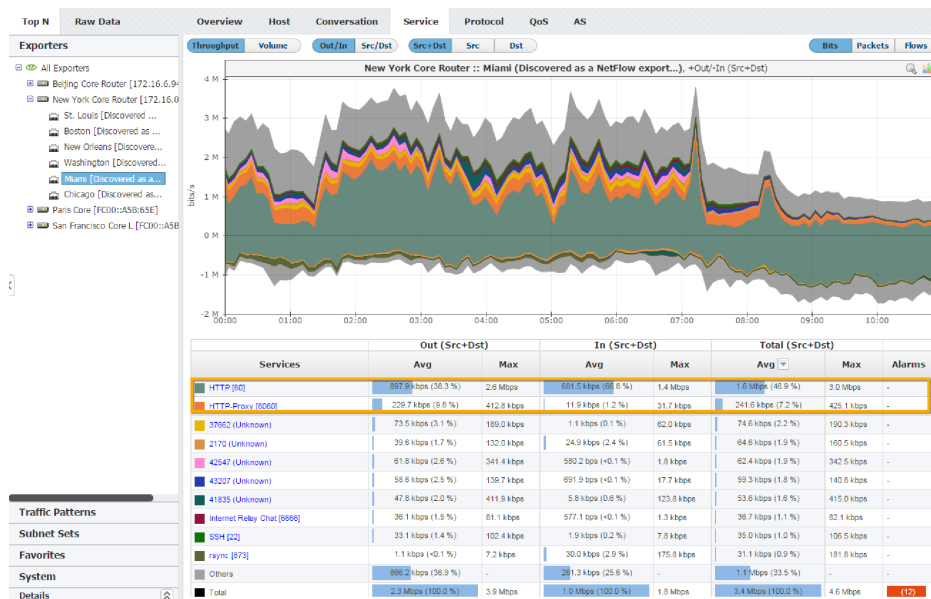 Top N Raw Data Overview Host Conversation Service Protocol QoS AS
Exporters
Throughput Volume Out/In Src/Dst Src+Dst Src Dst Bits Packets Flows
All Exporters
Beijing Core Router [172.16.6.94
New York Core Router [172.16.0
St. Louis [Discovered ...
Boston [Discovered as ...
New Orleans [Discovere...
Washington [Discovered...
Miami [Discovered as a...
Chicago [Discovered as...
Paris Core [FC00::A5B:65E]
San Francisco Core L [FC00::A5B
New York Core Router :: Miami (Discovered as a NetFlow export...), +Out/-In (Src+Dst)
bits/s
4 M
3 M
2 M
1 M
0 M
-1 M
-2 M
00:00 01:00 02:00 03:00 04:00 05:00 06:00 07:00 08:00 09:00 10:00
Out (Src+Dst) In (Src+Dst) Total (Src+Dst)
Services Avg Max Avg Max Avg Max Alarms
HTTP [80] 897.9 kbps (38.3 %) 2.6 Mbps 681.5 kbps (66.8 %) 1.4 Mbps 1.6 Mbps (46.9 %) 3.0 Mbps -
HTTP-Proxy [8080] 229.7 kbps (9.8 %) 412.8 kbps 11.9 kbps (1.2 %) 31.7 kbps 241.6 kbps (7.2 %) 425.1 kbps -
37662 (Unknown) 73.5 kbps (3.1 %) 189.0 kbps 1.1 kbps (0.1 %) 62.0 kbps 74.6 kbps (2.2 %) 190.3 kbps -
2170 (Unknown) 39.6 kbps (1.7 %) 132.0 kbps 24.9 kbps (2.4 %) 61.5 kbps 64.6 kbps (1.9 %) 160.5 kbps -
42547 (Unknown) 61.8 kbps (2.6 %) 341.4 kbps 580.2 bps (<0.1 %) 1.8 kbps 62.4 kbps (1.9 %) 342.5 kbps -
43207 (Unknown) 58.6 kbps (2.5 %) 139.7 kbps 691.9 bps (<0.1 %) 17.7 kbps 59.3 kbps (1.8 %) 140.8 kbps -
41835 (Unknown) 47.8 kbps (2.0 %) 411.9 kbps 5.8 kbps (0.6 %) 123.8 kbps 53.6 kbps (1.6 %) 415.0 kbps -
Internet Relay Chat [6666] 36.1 kbps (1.5 %) 81.1 kbps 577.1 bps (<0.1 %) 1.3 kbps 36.7 kbps (1.1 %) 82.1 kbps -
SSH [22] 33.1 kbps (1.4 %) 102.4 kbps 1.9 kbps (0.2 %) 7.8 kbps 35.0 kbps (1.0 %) 106.5 kbps -
rsync [873] 1.1 kbps (<0.1 %) 7.2 kbps 30.0 kbps (2.9 %) 175.8 kbps 31.1 kbps (0.9 %) 181.8 kbps -
Others 866.2 kbps (36.9 %) - 261.3 kbps (25.6 %) - 1.1 Mbps (33.5 %) - -
Total 2.3 Mbps (100.0 %) 3.9 Mbps 1.0 Mbps (100.0 %) 1.8 Mbps 3.4 Mbps (100.0 %) 4.6 Mbps (12)
Traffic Patterns
Subnet Sets
Favorites
System
Details